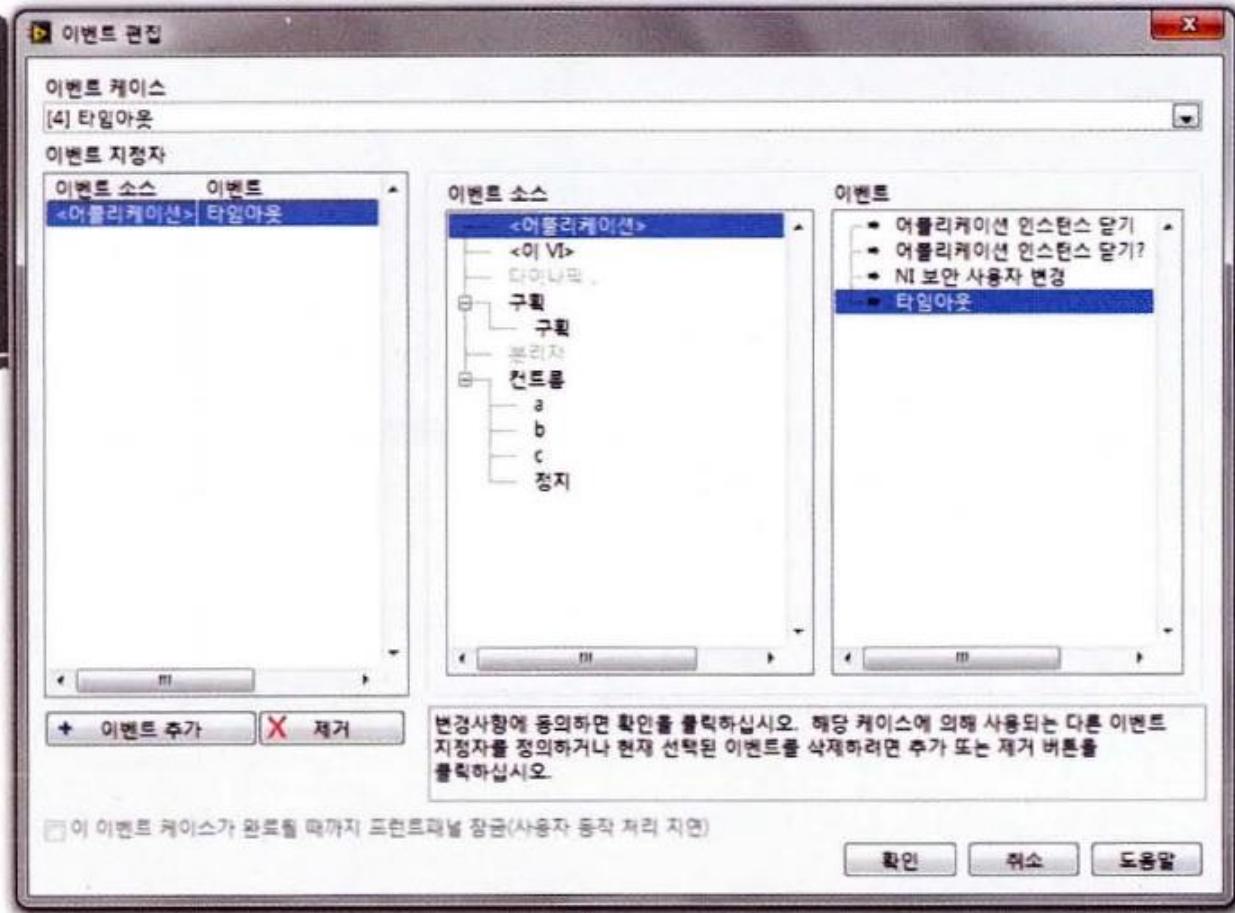 이벤트 편집
이벤트 케이스
[4] 타임아웃
이벤트 지정자
이벤트 소스 이벤트
<어플리케이션> 타임아웃
이벤트 소스
<어플리케이션>
<이 VI>
다이나믹
구획
구획
분리자
컨트롤
a
b
c
정지
이벤트
어플리케이션 인스턴스 닫기
어플리케이션 인스턴스 닫기?
NI 보안 사용자 변경
타임아웃
+ 이벤트 추가
X 제거
변경사항에 동의하면 확인을 클릭하십시오. 해당 케이스에 의해 사용되는 다른 이벤트
지정자를 정의하거나 현재 선택된 이벤트를 삭제하려면 추가 또는 제거 버튼을
클릭하십시오.
이 이벤트 케이스가 완료될 때까지 프런트패널 잠금(사용자 동작 처리 지연)
확인 취소 도움말